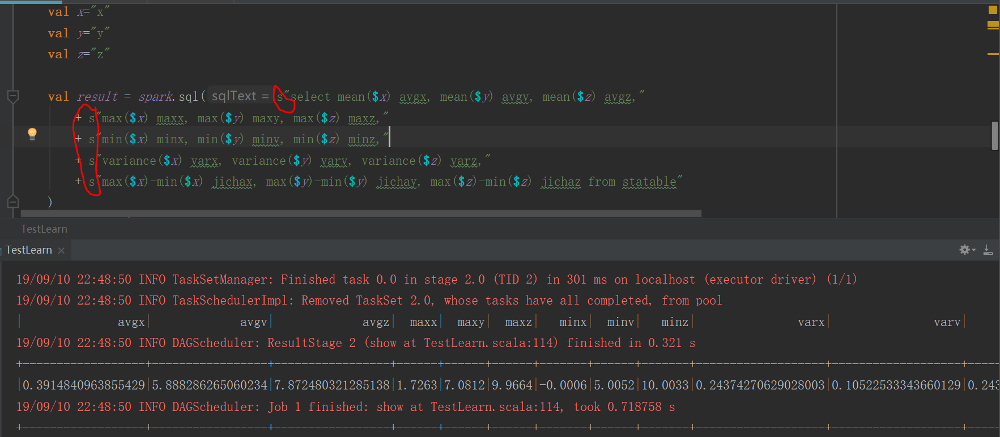 val x="x"
val y="y"
val z="z"
val result = spark.sql( sqlText = s"select mean($x) avgx, mean($y) avgv, mean($z) avgz,"
+ s"max($x) maxx, max($y) maxy, max($z) maxz,"
+ s"min($x) minx, min($y) minv, min($z) minz,"
+ s"variance($x) varx, variance($y) varv, variance($z) varz,"
+ s"max($x)-min($x) jichax, max($y)-min($y) jichay, max($z)-min($z) jichaz from statable"
)
TestLearn
TestLearn ×
19/09/10 22:48:50 INFO TaskSetManager: Finished task 0.0 in stage 2.0 (TID 2) in 301 ms on localhost (executor driver) (1/1)
19/09/10 22:48:50 INFO TaskSchedulerImpl: Removed TaskSet 2.0, whose tasks have all completed, from pool
| avgx| avgv| avgz| maxx| maxy| maxz| minx| minv| minz| varx| varv|
19/09/10 22:48:50 INFO DAGScheduler: ResultStage 2 (show at TestLearn.scala:114) finished in 0.321 s
+------------------+-----------------+-----------------+------+------+------+-------+------+-------+-------------------+-------------------+-----
|0.3914840963855429|5.888286265060234|7.872480321285138|1.7263|7.0812|9.9664|-0.0006|5.0052|10.0033|0.24374270629028003|0.10522533343660129|0.243
19/09/10 22:48:50 INFO DAGScheduler: Job 1 finished: show at TestLearn.scala:114, took 0.718758 s
+------------------+-----------------+-----------------+------+------+------+-------+------+-------+-------------------+-------------------+-----